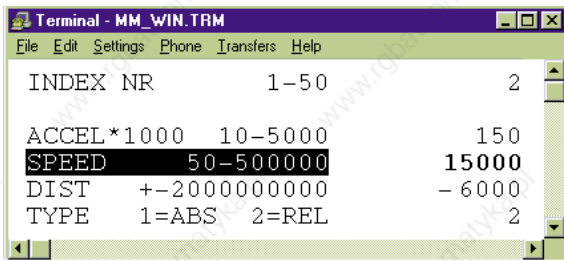 Terminal - MM_WIN.TRM
File Edit Settings Phone Transfers Help
INDEX NR 1-50 2
ACCEL*1000 10-5000 150
SPEED 50-500000 15000
DIST +-2000000000 -6000
TYPE 1=ABS 2=REL 2